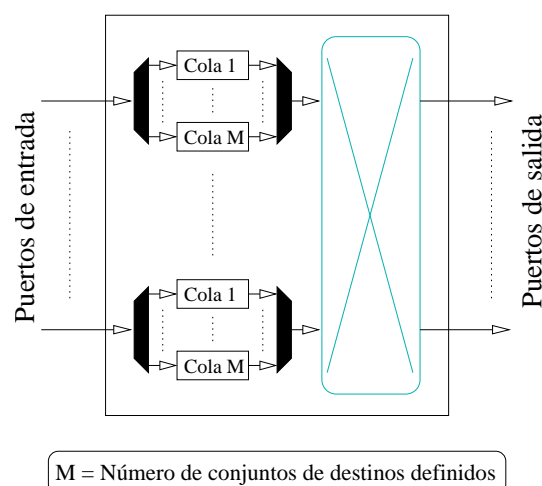 Puertos de entrada
Cola 1
Cola M
Cola 1
Cola M
Puertos de salida
M = Número de conjuntos de destinos definidos